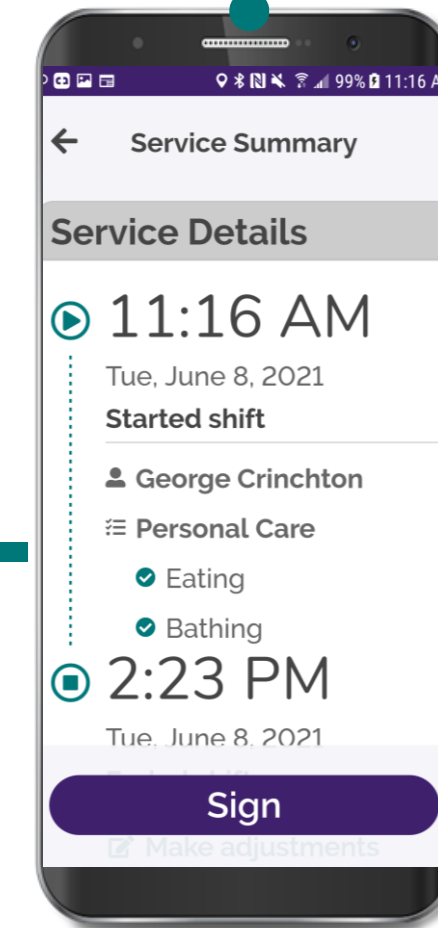 99% 11:16 A
Service Summary
Service Details
11:16 AM
Tue, June 8, 2021
Started shift
George Crinchton
Personal Care
Eating
Bathing
2:23 PM
Tue, June 8, 2021
Sign
Make adjustments